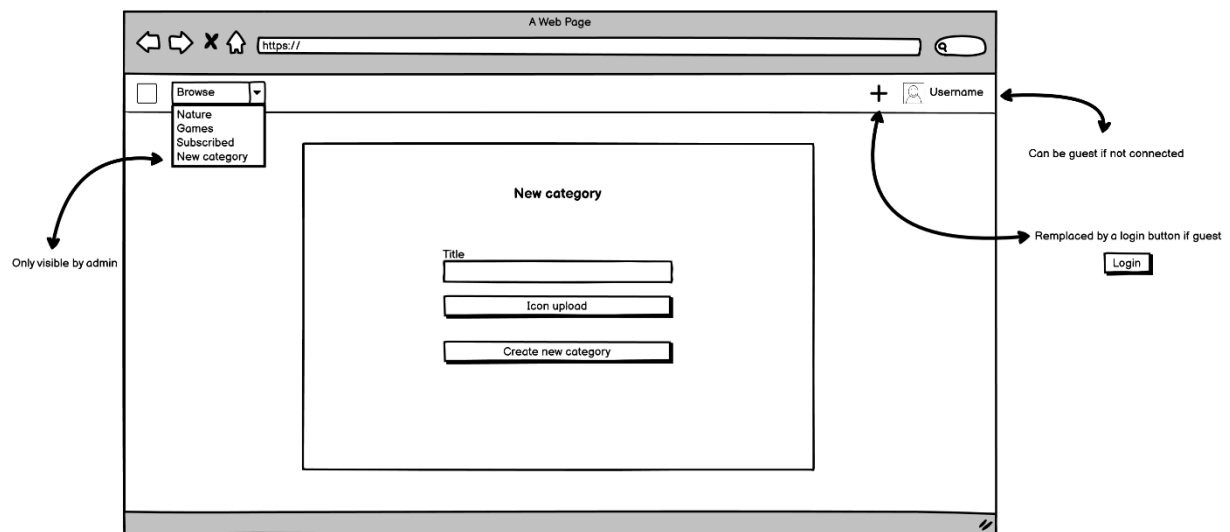 A Web Page
https://
Browse
Username
Nature
Games
Subscribed
New category
Can be guest if not connected
New category
Remplaced by a login button if guest
Title
Only visible by admin
Login
Icon upload
Create new category